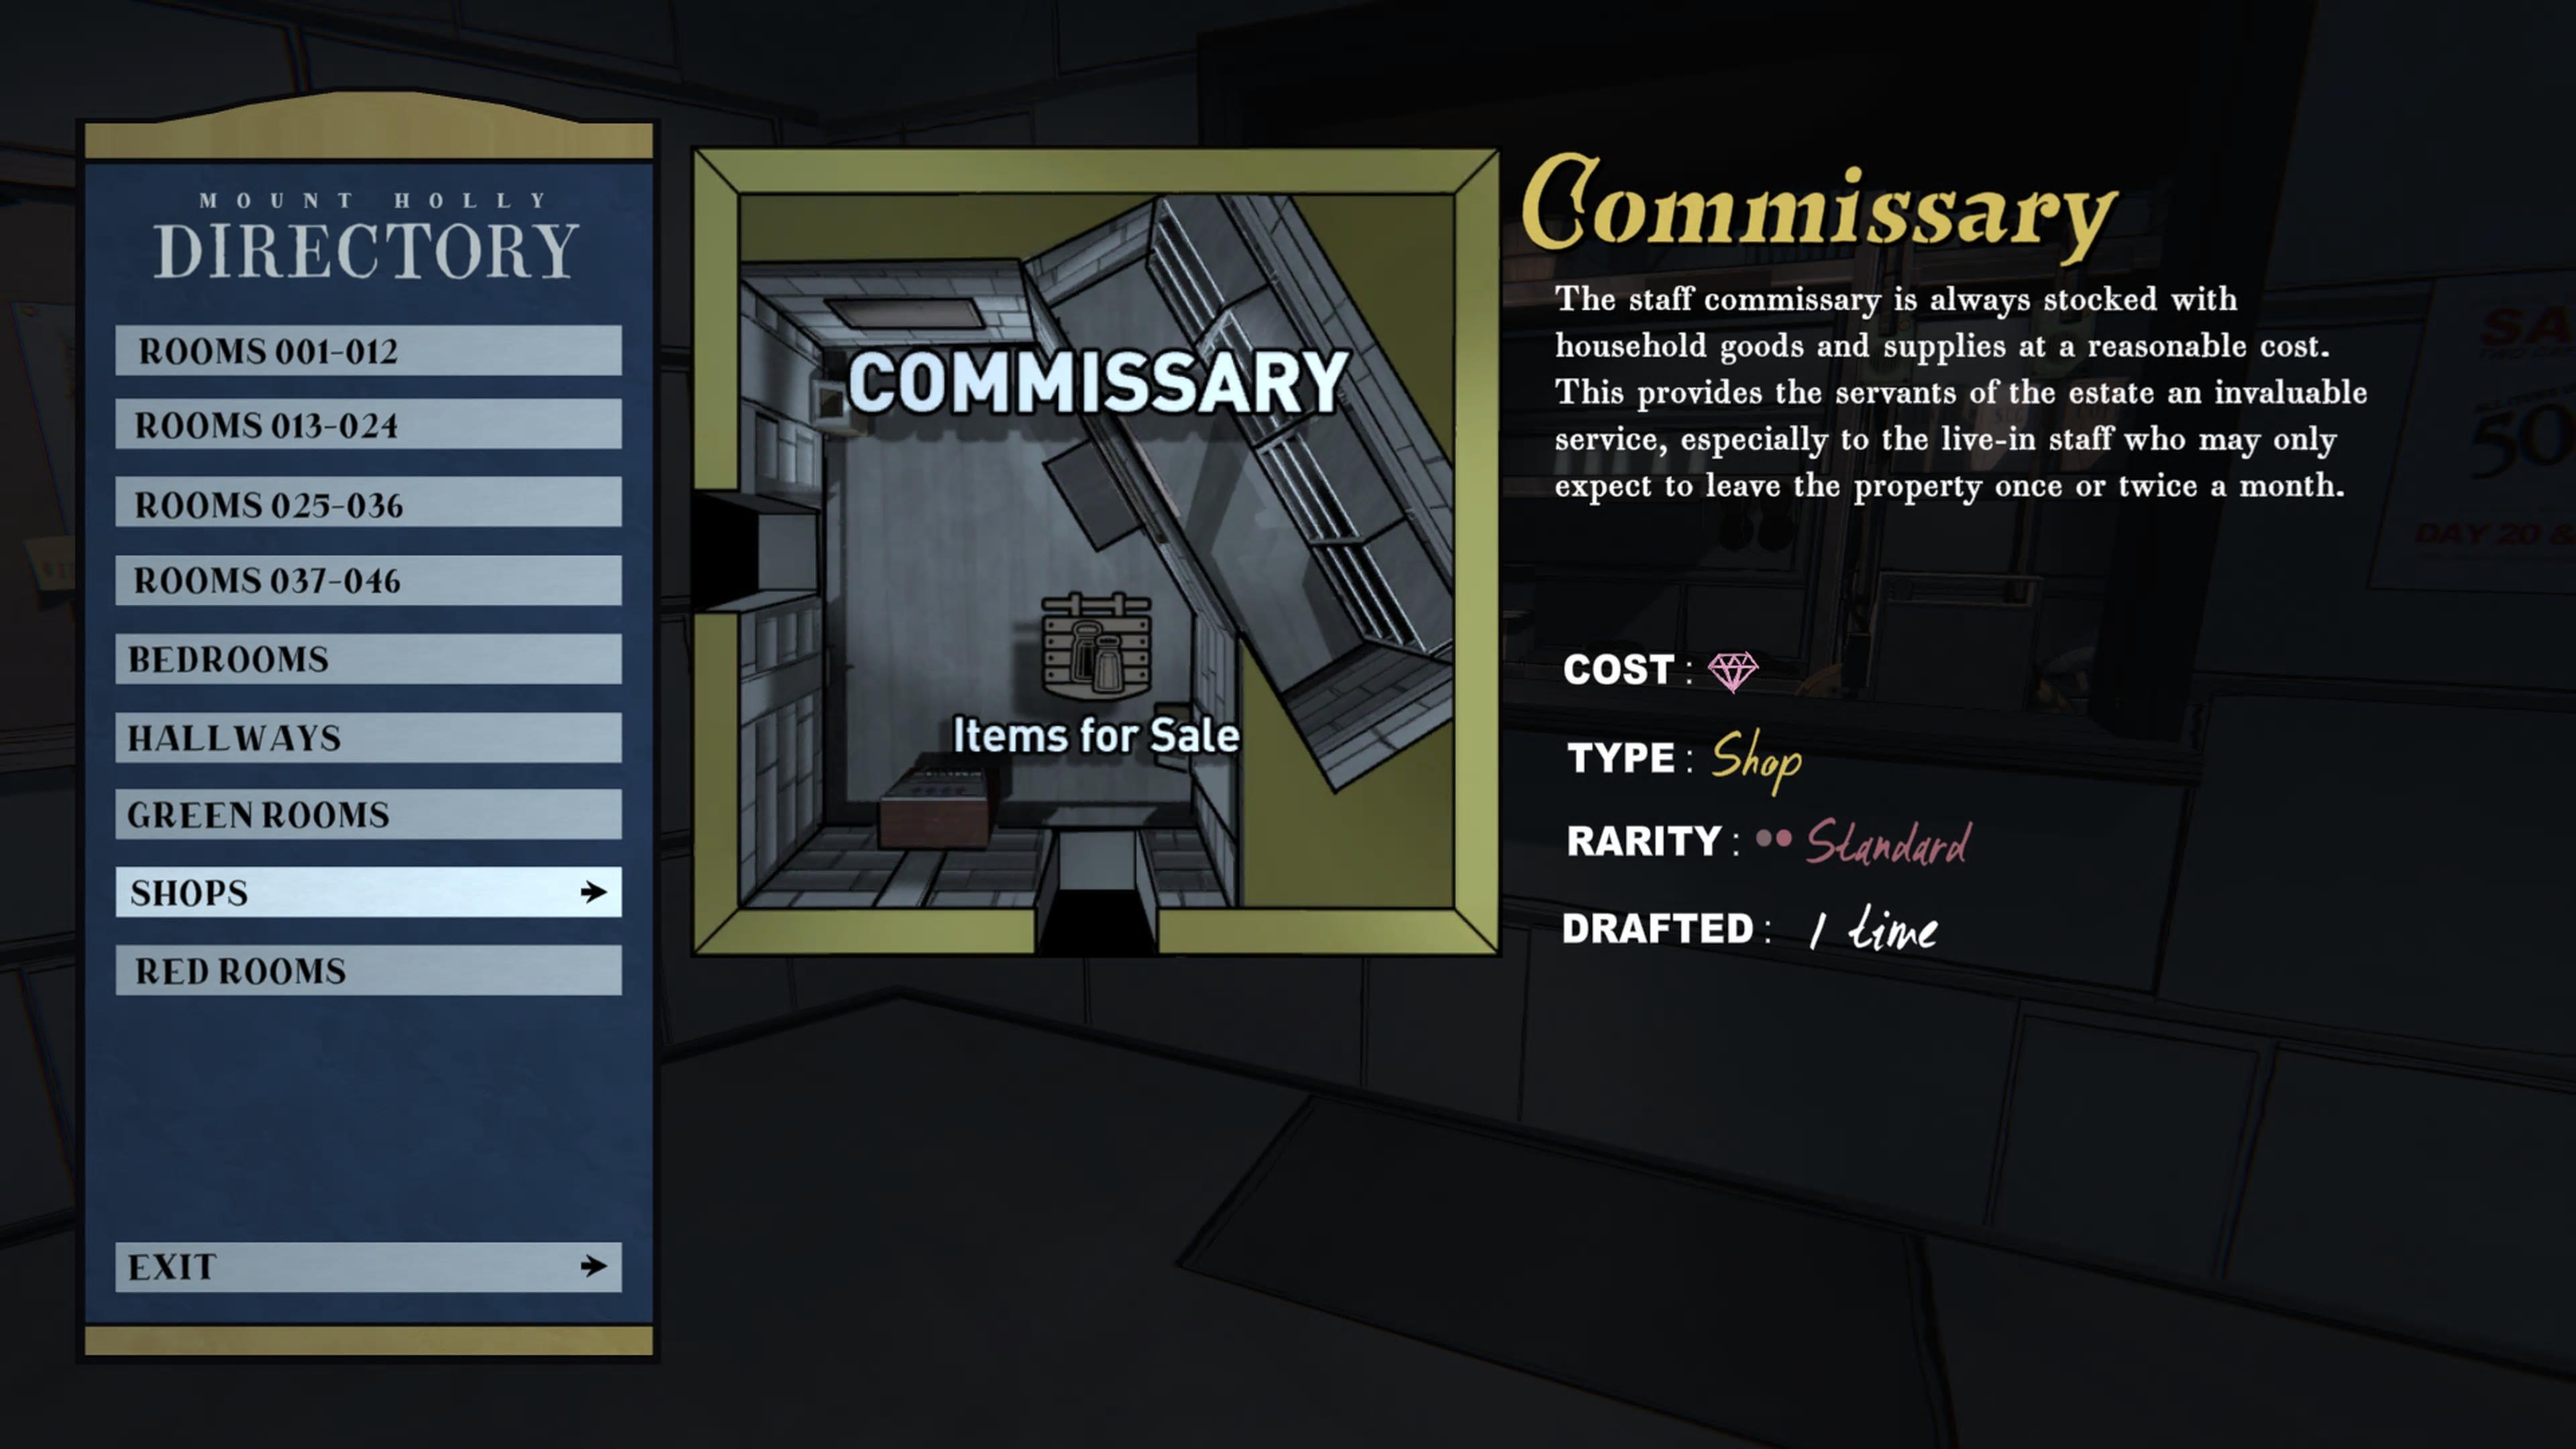 MOUNT HOLLY
DIRECTORY
ROOMS 001-012
ROOMS 013-024
ROOMS 025-036
ROOMS 037-046
BEDROOMS
HALLWAYS
GREEN ROOMS
SHOPS
RED ROOMS
EXIT
COMMISSARY
Items for Sale
Commissary
The staff commissary is always stocked with
household goods and supplies at a reasonable cost.
This provides the servants of the estate an invaluable
service, especially to the live-in staff who may only
expect to leave the property once or twice a month.
COST :
TYPE : Shop
RARITY : Standard
DRAFTED : 1 time
SA
50
DAY 20 &